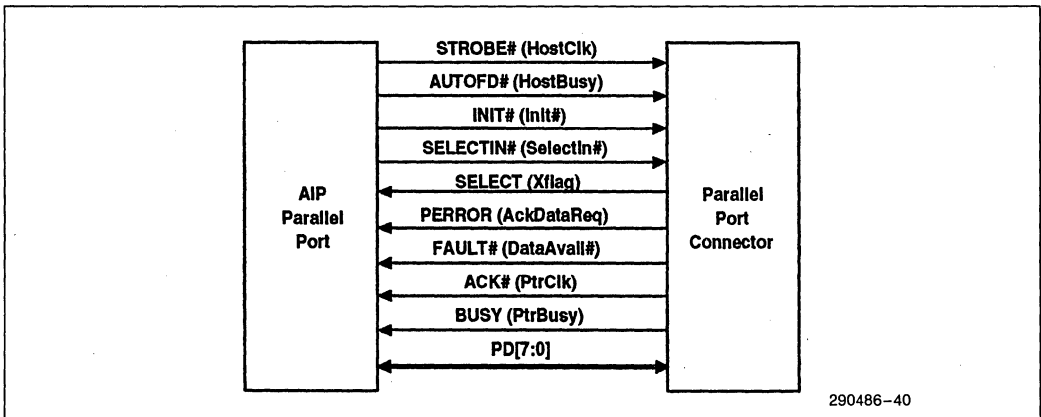 STROBE# (HostClk)
AUTOFD# (HostBusy)
INIT# (Init#)
SELECTIN# (SelectIn#)
SELECT (Xflag)
PERROR (AckDataReq)
FAULT# (DataAvail#)
ACK# (PtrClk)
BUSY (PtrBusy)
PD[7:0]
AIP
Parallel
Port
Parallel
Port
Connector
290486-40